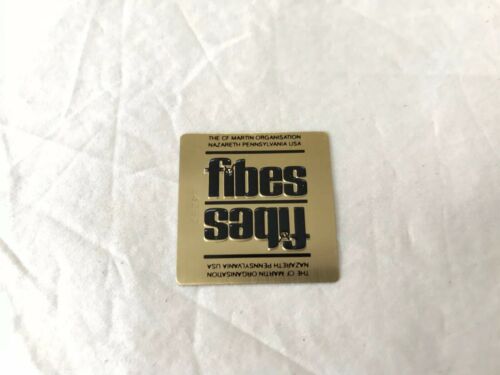 THE CF MARTIN ORGANISATION
NAZARETH PENNSYLVANIA USA
fibes
fibes
NAZARETH PENNSYLVANIA USA
THE CF MARTIN ORGANISATION